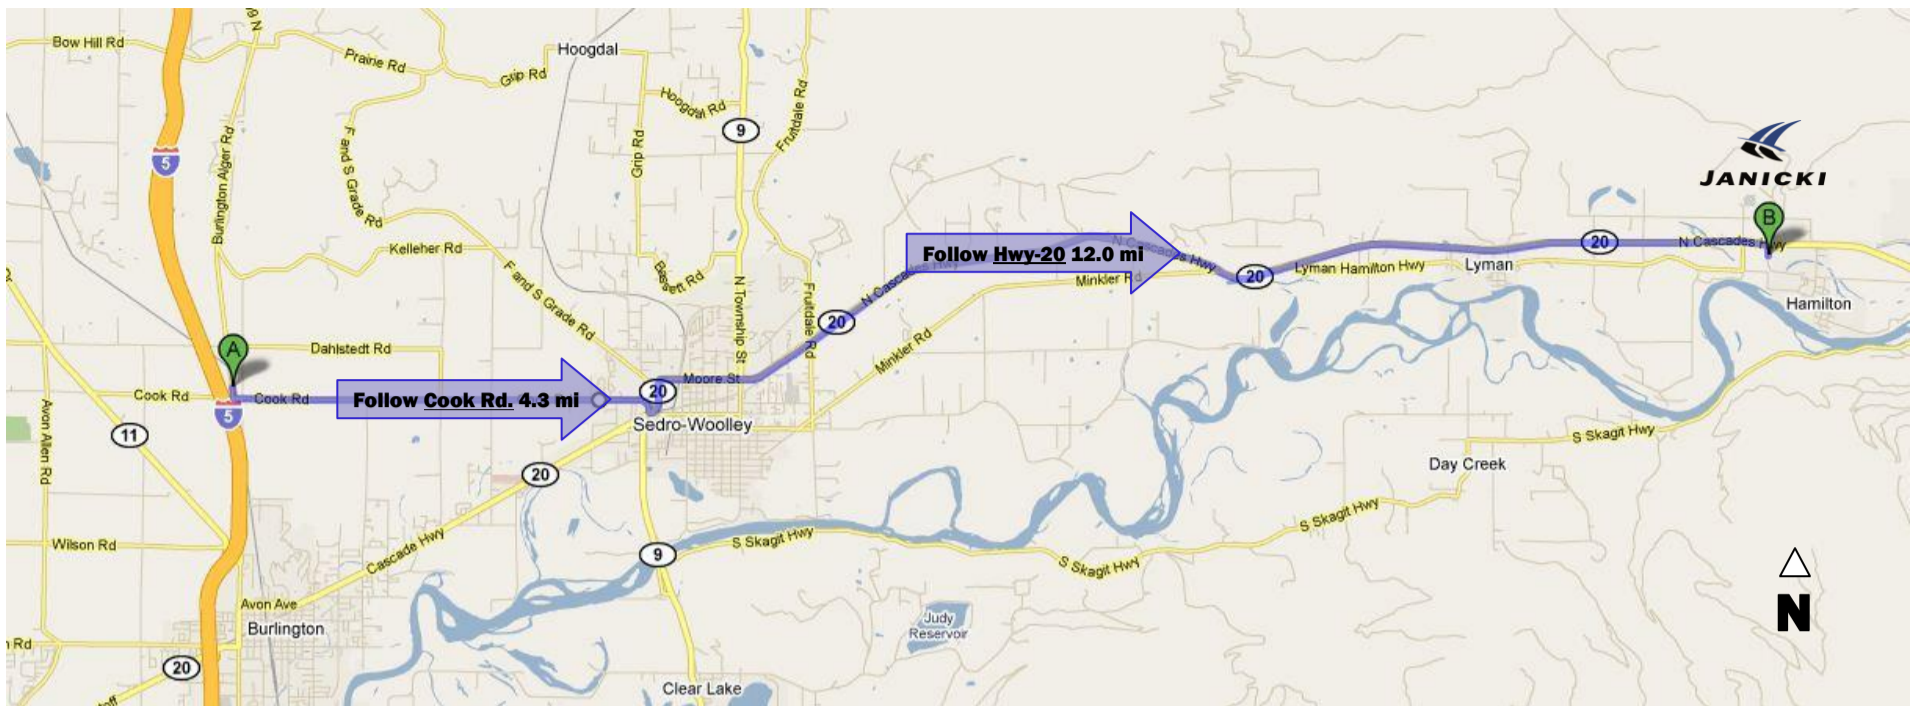 Bow Hill Rd
Prairie Rd
Grip Rd
Hoogdal
Hoogdal Rd
Grip Rd
9
Fruitdale Rd
5
Burlington Alger Rd
F and S Grade Rd
Kelleher Rd
F and S Grade Rd
Bassett Rd
N Township St
Fruitdale Rd
JANICKI
B
Follow Hwy-20 12.0 mi
N Cascades Hwy
N Cascades Hwy
20
N Cascades Hwy
20
Lyman Hamilton Hwy
Lyman
Minkler Rd
Hamilton
20
Minkler Rd
A
Dahlstedt Rd
Moore St
20
Cook Rd
Cook Rd
Follow Cook Rd. 4.3 mi
5
Sedro-Woolley
11
Avon Allen Rd
20
S Skagit Hwy
Day Creek
S Skagit Hwy
S Skagit Hwy
S Skagit Hwy
Wilson Rd
Cascade Hwy
9
Avon Ave
Burlington
Judy
Reservoir
N
20
Clear Lake